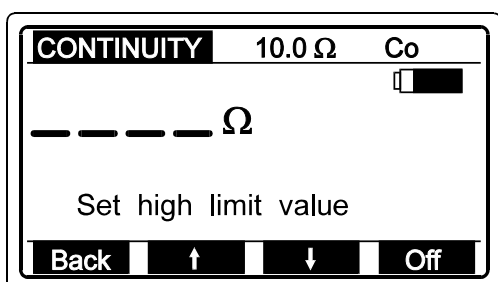 CONTINUITY 10.0 Ω Co
_ _ _ _ Ω
Set high limit value
Back ↑ ↓ Off